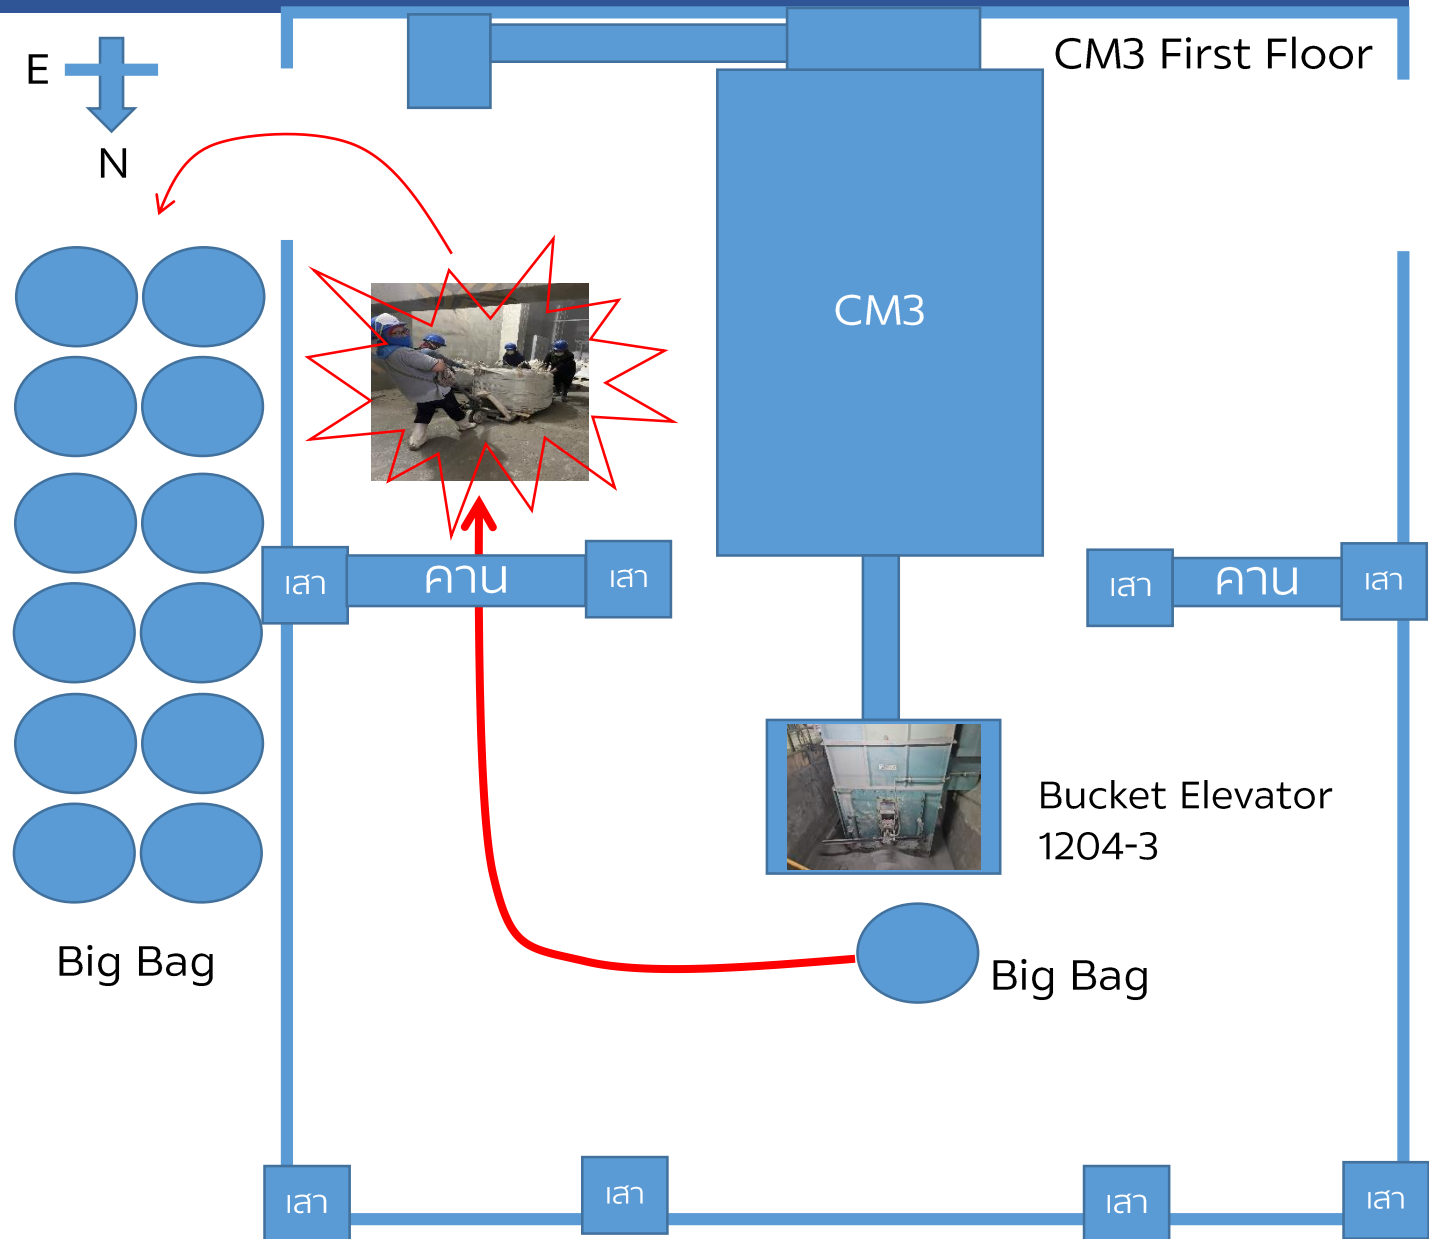 CM3 First Floor
E
N
CM3
เสา
คาน
เสา
เสา
คาน
เสา
Bucket Elevator
1204-3
Big Bag
Big Bag
เสา
เสา
เสา
เสา